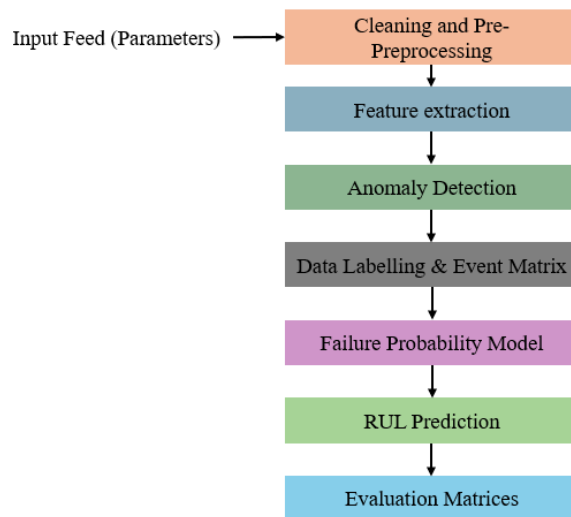 Input Feed (Parameters)
Cleaning and Pre-
Preprocessing
Feature extraction
Anomaly Detection
Data Labelling & Event Matrix
Failure Probability Model
RUL Prediction
Evaluation Matrices